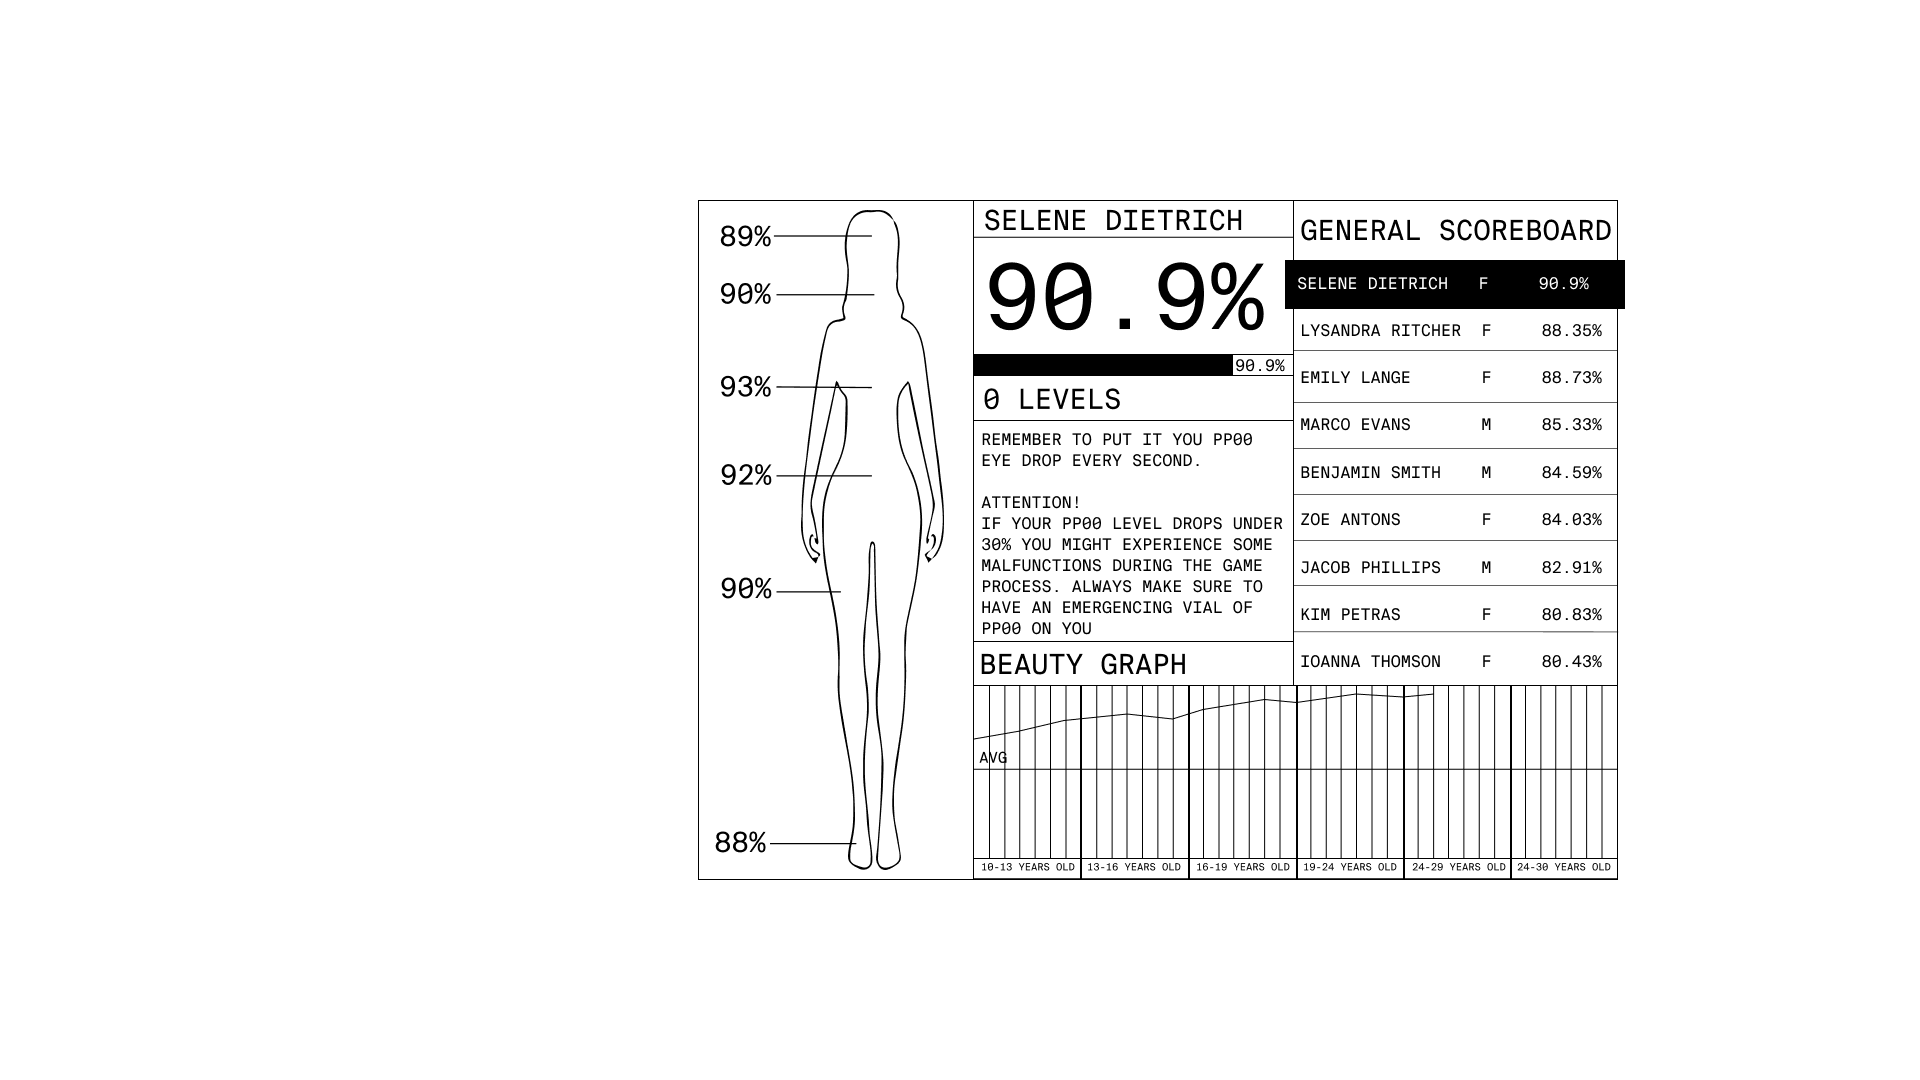 89%
90%
93%
92%
90%
88%
SELENE DIETRICH
90.9%
90.9%
0 LEVELS
REMEMBER TO PUT IT YOU PP00
EYE DROP EVERY SECOND.
ATTENTION!
IF YOUR PP00 LEVEL DROPS UNDER
30% YOU MIGHT EXPERIENCE SOME
MALFUNCTIONS DURING THE GAME
PROCESS. ALWAYS MAKE SURE TO
HAVE AN EMERGENCING VIAL OF
PP00 ON YOU
GENERAL SCOREBOARD
SELENE DIETRICH F 90.9%
LYSANDRA RITCHER F 88.35%
EMILY LANGE F 88.73%
MARCO EVANS M 85.33%
BENJAMIN SMITH M 84.59%
ZOE ANTONS F 84.03%
JACOB PHILLIPS M 82.91%
KIM PETRAS F 80.83%
IOANNA THOMSON F 80.43%
BEAUTY GRAPH
AVG
10-13 YEARS OLD 13-16 YEARS OLD 16-19 YEARS OLD 19-24 YEARS OLD 24-29 YEARS OLD 24-30 YEARS OLD